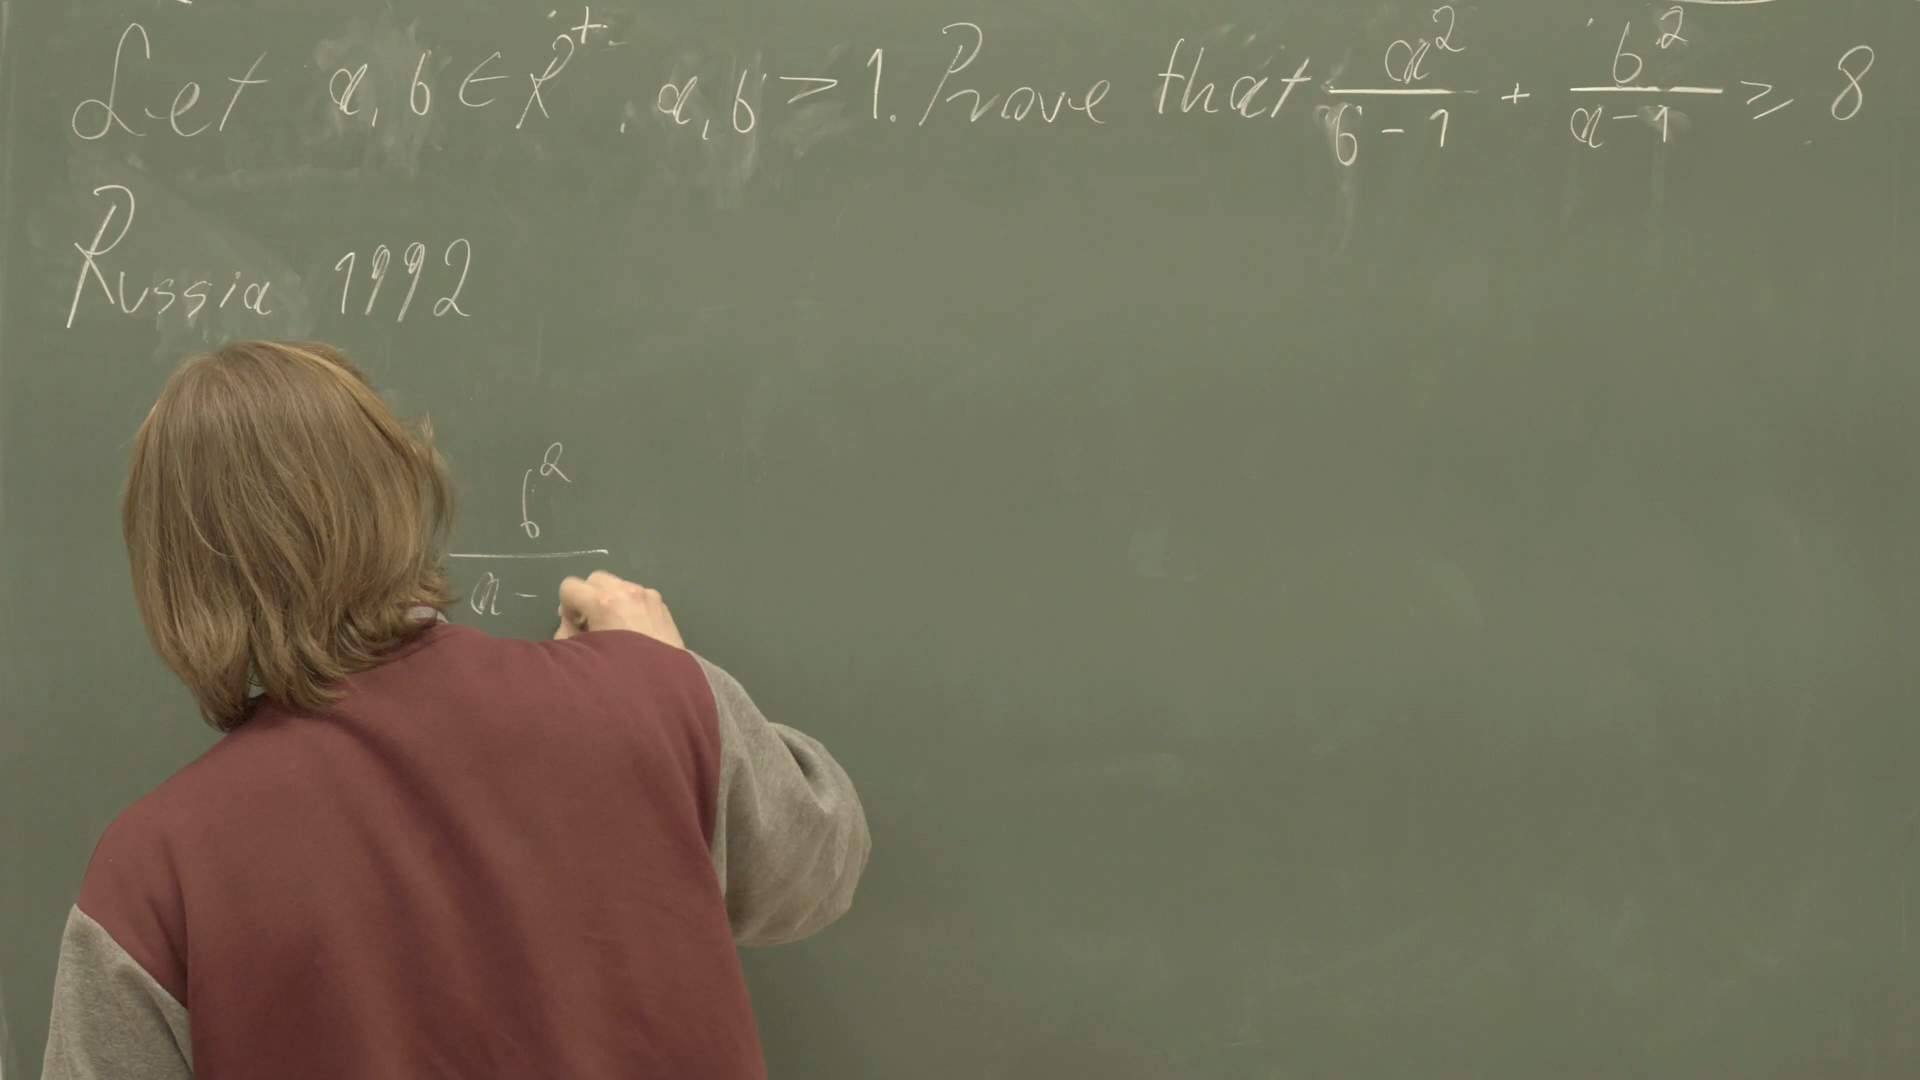 Let a, b ∈ R⁺. a, b > 1. Prove that a²/(b-1) + b²/(a-1) ≥ 8
Russia 1992
b²
a -